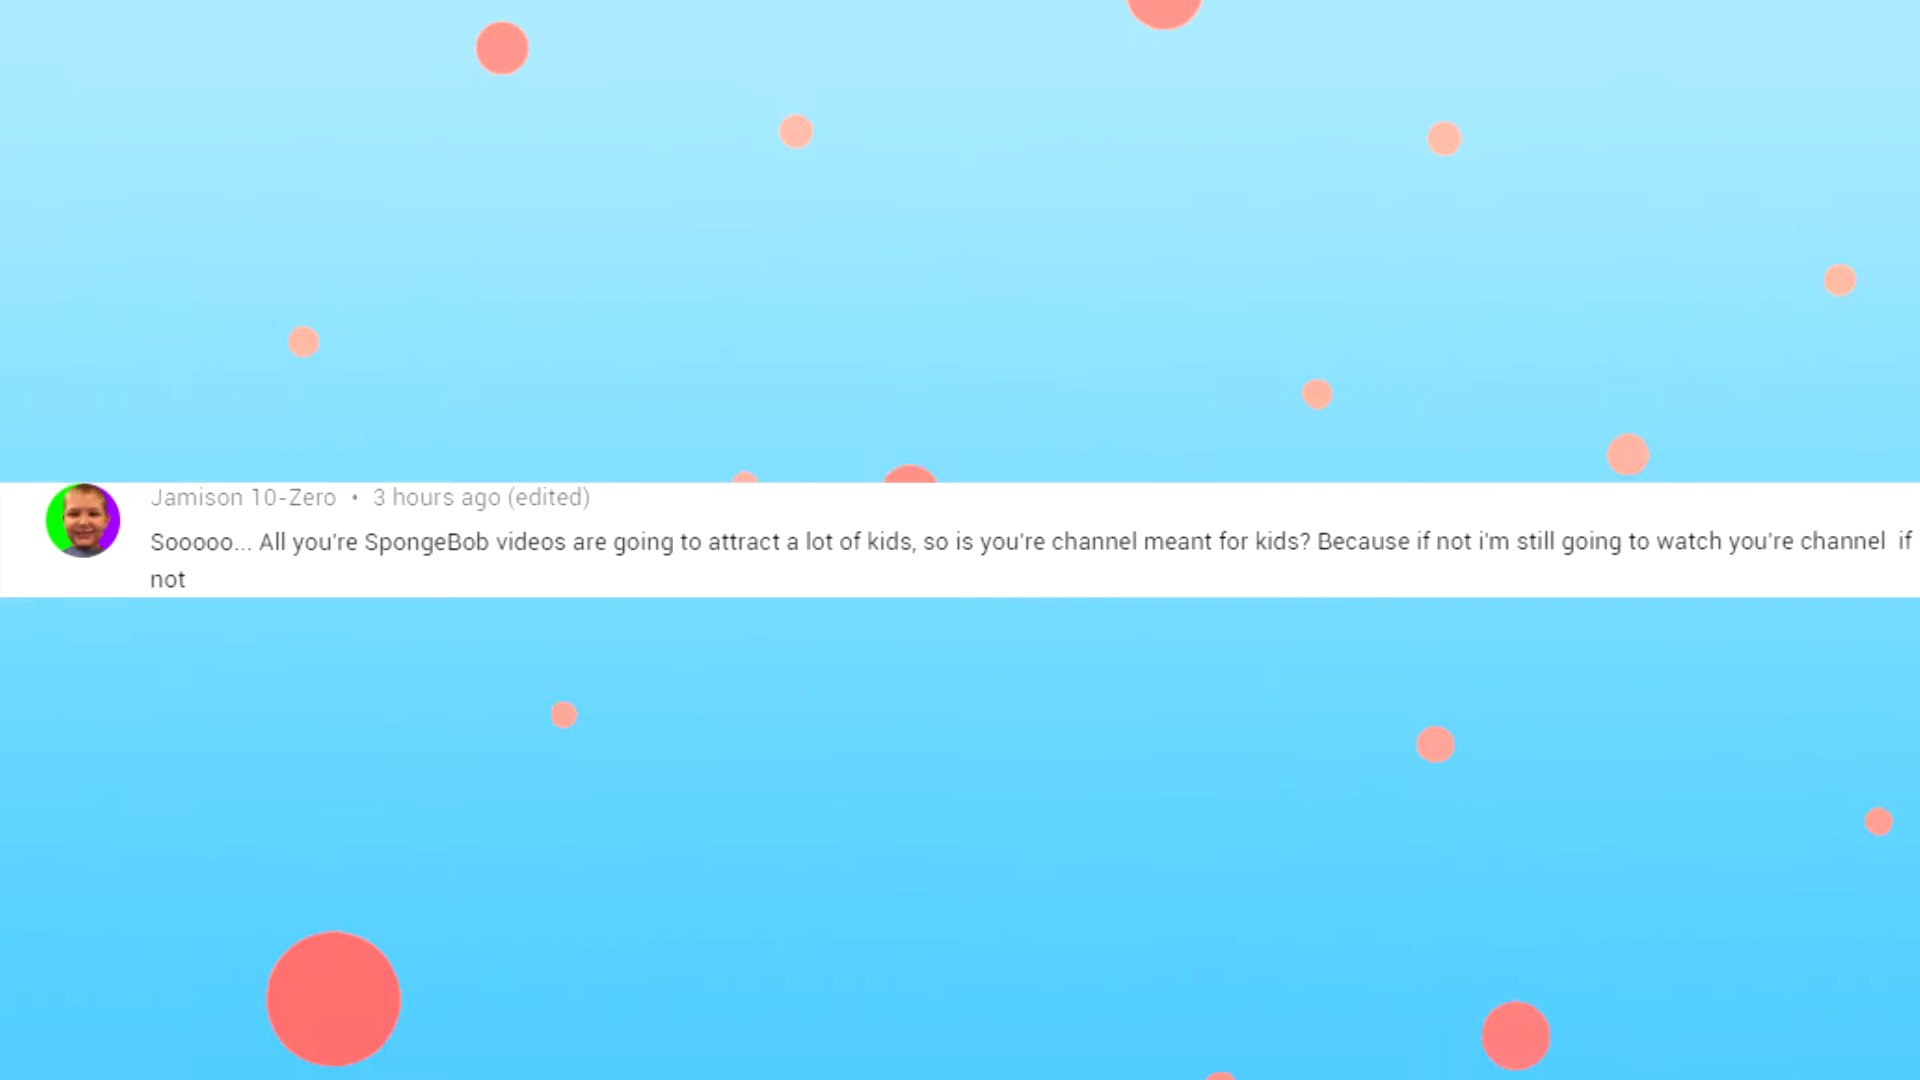 Jamison 10-Zero • 3 hours ago (edited)
Sooooo... All you're SpongeBob videos are going to attract a lot of kids, so is you're channel meant for kids? Because if not i'm still going to watch you're channel  if
not